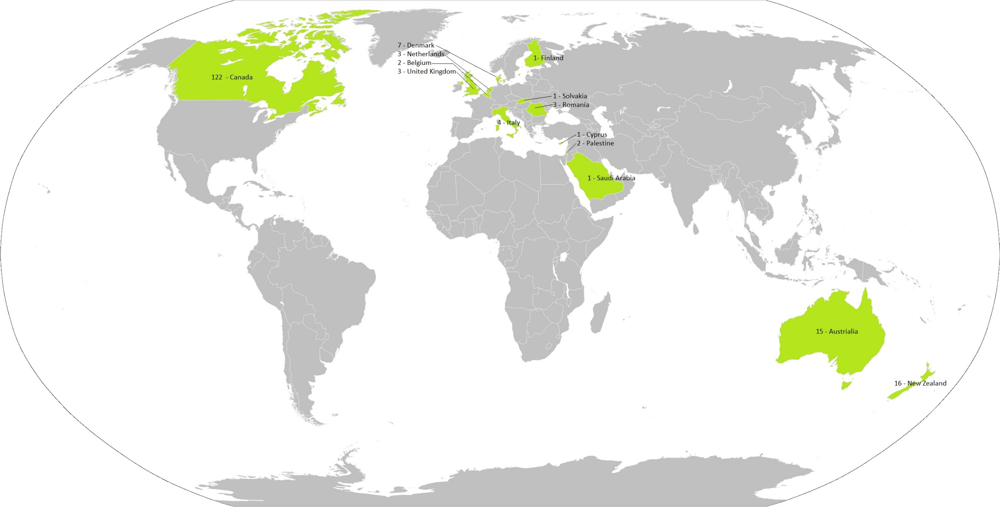 7 - Denmark
3 - Netherlands
2 - Belgium
3 - United Kingdom
1- Finland
122  - Canada
1 - Solvakia
3 - Romania
4 - Italy
1 - Cyprus
2 - Palestine
1 - Saudi Arabia
15 - Austrialia
16 - New Zealand